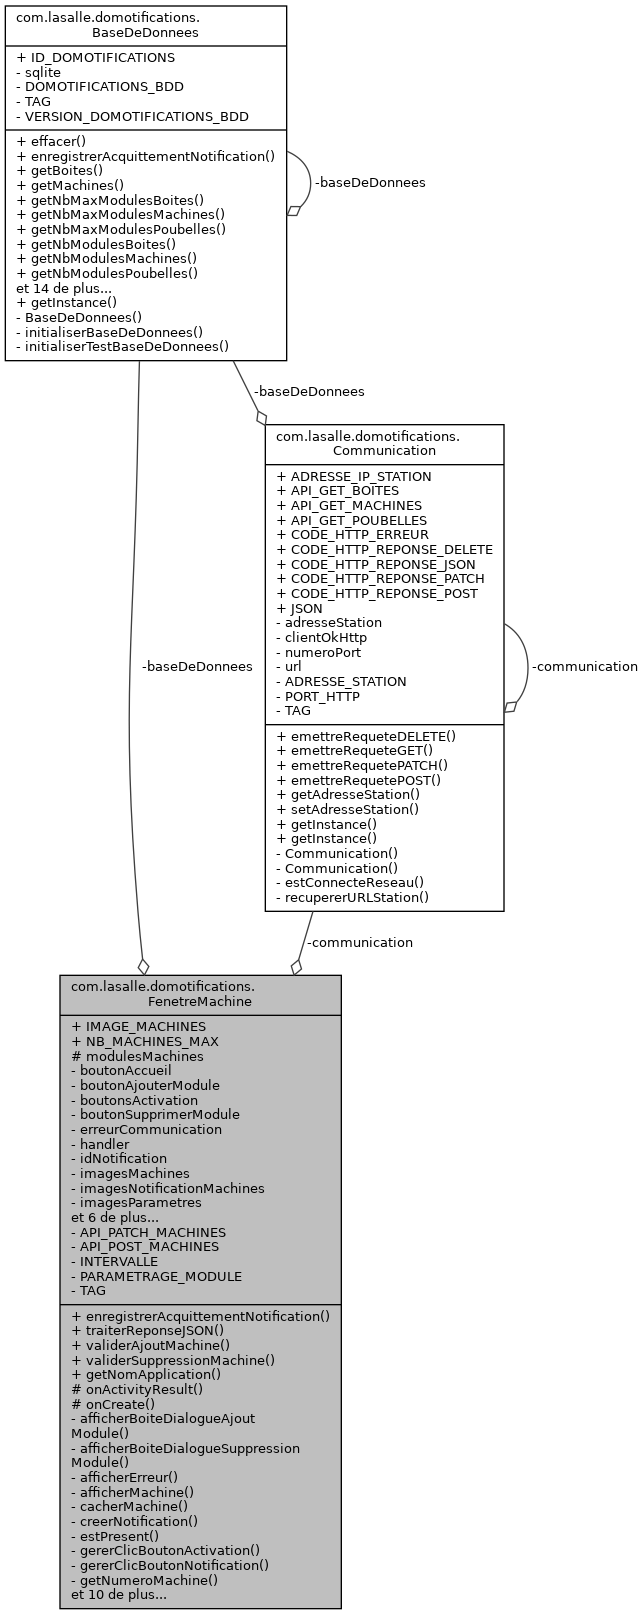 com.lasalle.domotifications.
BaseDeDonnees
+ ID_DOMOTIFICATIONS
- sqlite
- DOMOTIFICATIONS_BDD
- TAG
- VERSION_DOMOTIFICATIONS_BDD
+ effacer()
+ enregistrerAcquittementNotification()
+ getBoites()
+ getMachines()
+ getNbMaxModulesBoites()
+ getNbMaxModulesMachines()
+ getNbMaxModulesPoubelles()
+ getNbModulesBoites()
+ getNbModulesMachines()
+ getNbModulesPoubelles()
et 14 de plus...
+ getInstance()
- BaseDeDonnees()
- initialiserBaseDeDonnees()
- initialiserTestBaseDeDonnees()
-baseDeDonnees
-baseDeDonnees
com.lasalle.domotifications.
Communication
+ ADRESSE_IP_STATION
+ API_GET_BOITES
+ API_GET_MACHINES
+ API_GET_POUBELLES
+ CODE_HTTP_ERREUR
+ CODE_HTTP_REPONSE_DELETE
+ CODE_HTTP_REPONSE_JSON
+ CODE_HTTP_REPONSE_PATCH
+ CODE_HTTP_REPONSE_POST
+ JSON
- adresseStation
- clientOkHttp
- numeroPort
- url
- ADRESSE_STATION
- PORT_HTTP
- TAG
+ emettreRequeteDELETE()
+ emettreRequeteGET()
+ emettreRequetePATCH()
+ emettreRequetePOST()
+ getAdresseStation()
+ setAdresseStation()
+ getInstance()
+ getInstance()
- Communication()
- Communication()
- estConnecteReseau()
- recupererURLStation()
-baseDeDonnees
-communication
-communication
com.lasalle.domotifications.
FenetreMachine
+ IMAGE_MACHINES
+ NB_MACHINES_MAX
# modulesMachines
- boutonAccueil
- boutonAjouterModule
- boutonsActivation
- boutonSupprimerModule
- erreurCommunication
- handler
- idNotification
- imagesMachines
- imagesNotificationMachines
- imagesParametres
et 6 de plus...
- API_PATCH_MACHINES
- API_POST_MACHINES
- INTERVALLE
- PARAMETRAGE_MODULE
- TAG
+ enregistrerAcquittementNotification()
+ traiterReponseJSON()
+ validerAjoutMachine()
+ validerSuppressionMachine()
+ getNomApplication()
# onActivityResult()
# onCreate()
- afficherBoiteDialogueAjout
Module()
- afficherBoiteDialogueSuppression
Module()
- afficherErreur()
- afficherMachine()
- cacherMachine()
- creerNotification()
- estPresent()
- gererClicBoutonActivation()
- gererClicBoutonNotification()
- getNumeroMachine()
et 10 de plus...